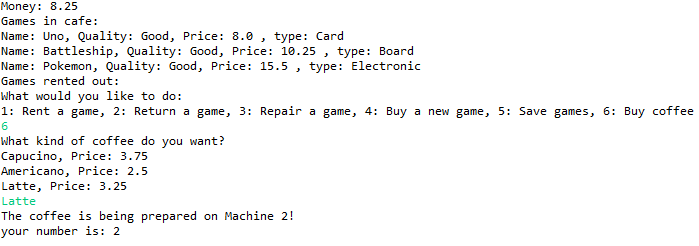 Money: 8.25
Games in cafe:
Name: Uno, Quality: Good, Price: 8.0 , type: Card
Name: Battleship, Quality: Good, Price: 10.25 , type: Board
Name: Pokemon, Quality: Good, Price: 15.5 , type: Electronic
Games rented out:
What would you like to do:
1: Rent a game, 2: Return a game, 3: Repair a game, 4: Buy a new game, 5: Save games, 6: Buy coffee
6
What kind of coffee do you want?
Capucino, Price: 3.75
Americano, Price: 2.5
Latte, Price: 3.25
Latte
The coffee is being prepared on Machine 2!
your number is: 2